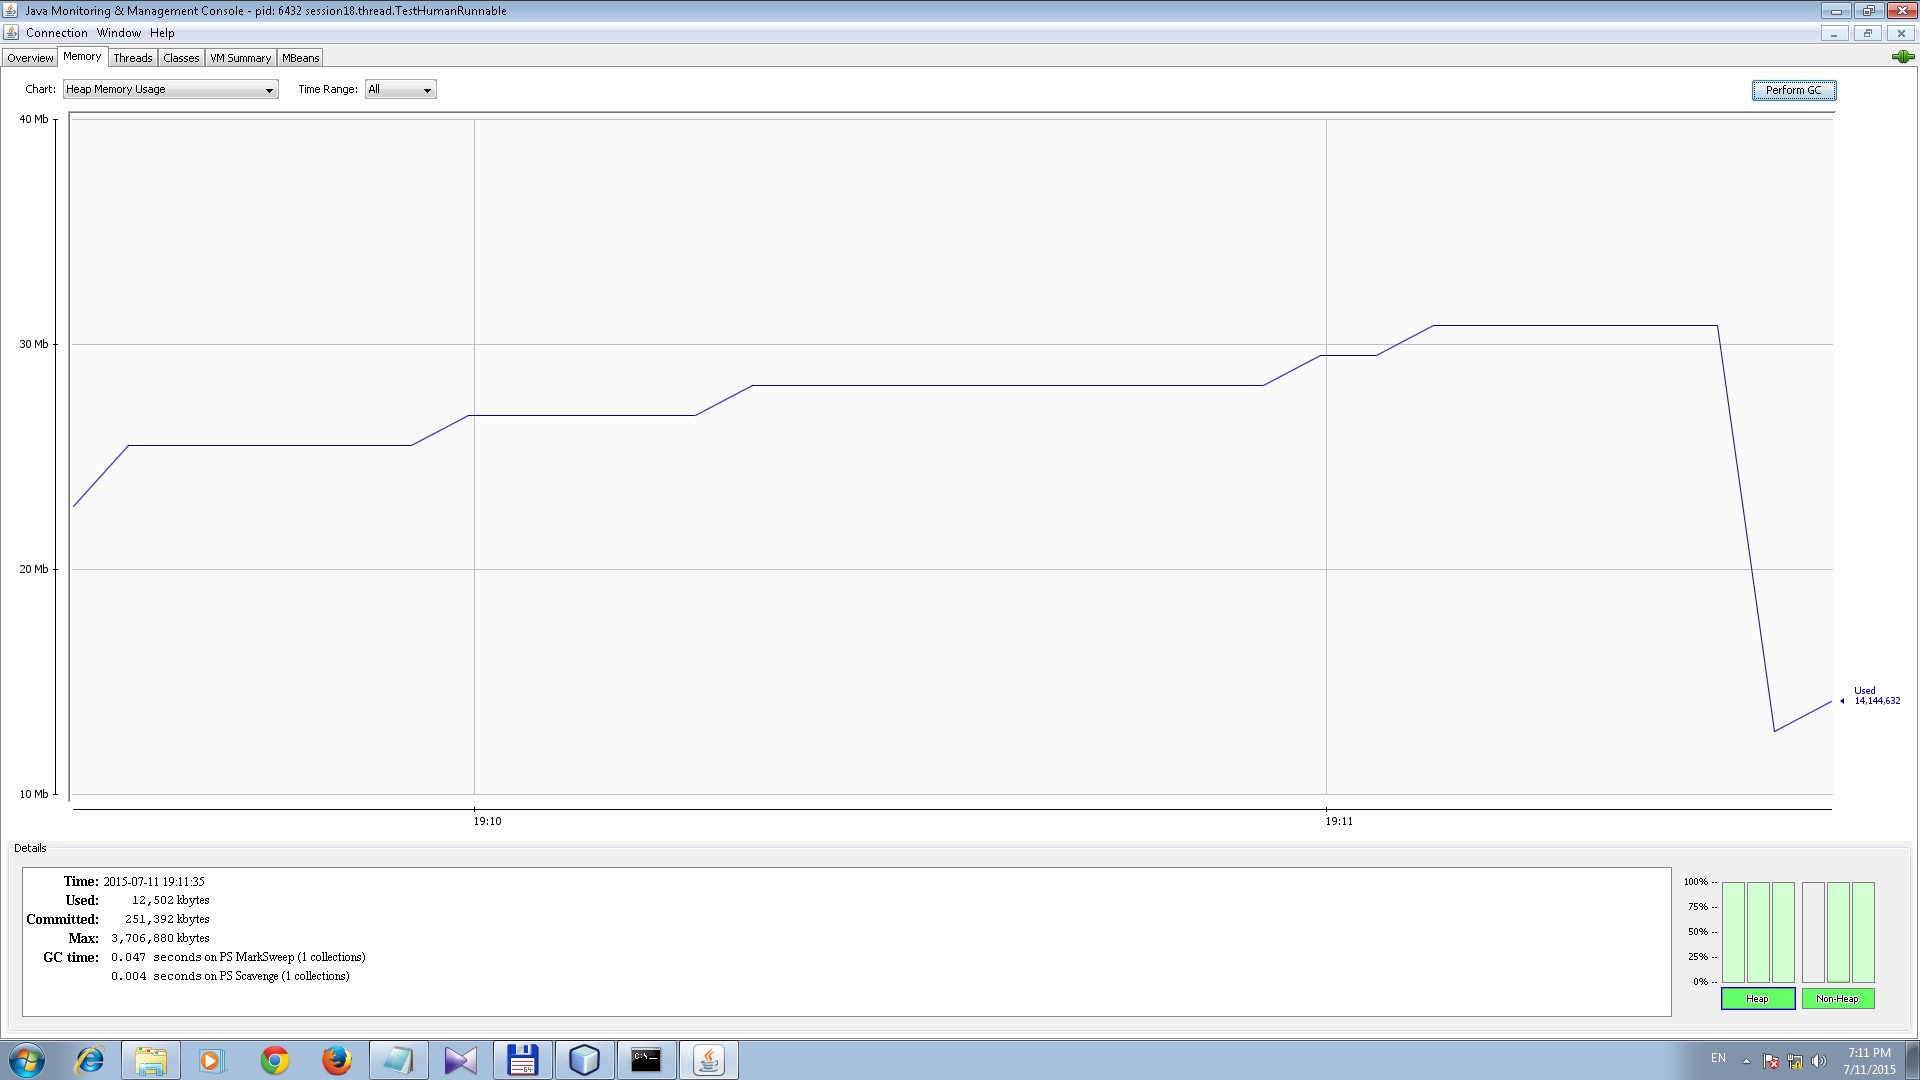 Java Monitoring & Management Console - pid: 6432 session18.thread.TestHumanRunnable
Connection Window Help
Overview Memory Threads Classes VM Summary MBeans
Chart: Heap Memory Usage Time Range: All Perform GC
40 Mb
30 Mb
20 Mb
10 Mb
Used
14,144,632
19:10 19:11
Details
Time: 2015-07-11 19:11:35
Used: 12,502 kbytes
Committed: 251,392 kbytes
Max: 3,706,880 kbytes
GC time: 0.047 seconds on PS MarkSweep (1 collections)
0.004 seconds on PS Scavenge (1 collections)
100% --
75% --
50% --
25% --
0% --
Heap Non-Heap
64
C:\
EN
7:11 PM
7/11/2015